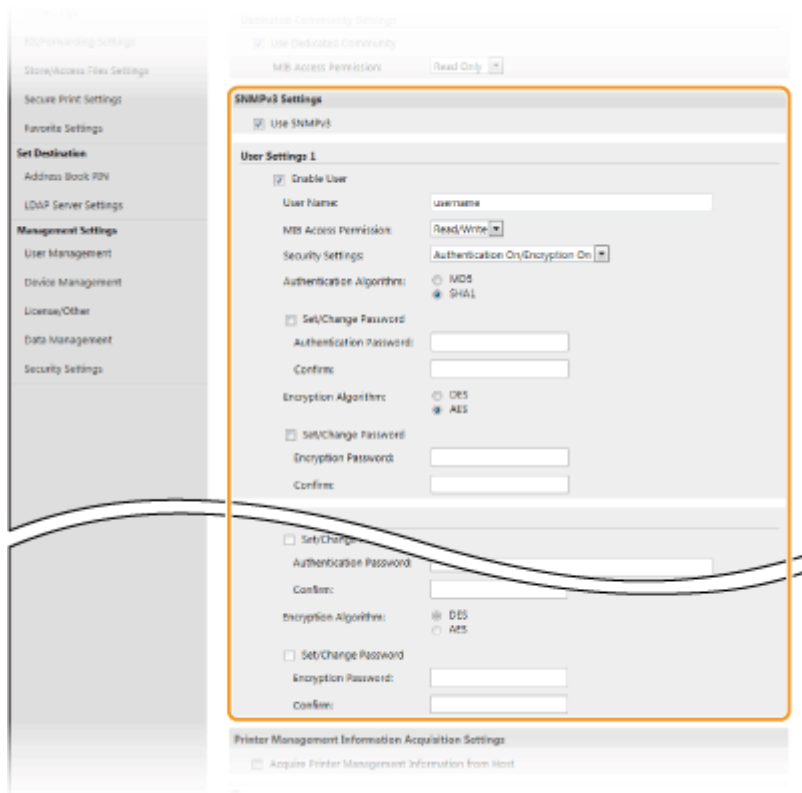 Store/Access Files Settings
Secure Print Settings
Favorite Settings
Set Destination
Address Book PIN
LDAP Server Settings
Management Settings
User Management
Device Management
License/Other
Data Management
Security Settings
Dedicated Community Settings
Use Dedicated Community
MIB Access Permission: Read Only
SNMPv3 Settings
Use SNMPv3
User Settings 1
Enable User
User Name: username
MIB Access Permission: Read/Write
Security Settings: Authentication On/Encryption On
Authentication Algorithm: MD5
SHA1
Set/Change Password
Authentication Password:
Confirm:
Encryption Algorithm: DES
AES
Set/Change Password
Encryption Password:
Confirm:
Authentication Password:
Confirm:
Encryption Algorithm: DES
AES
Set/Change Password
Encryption Password:
Confirm:
Printer Management Information Acquisition Settings
Acquire Printer Management Information from Host